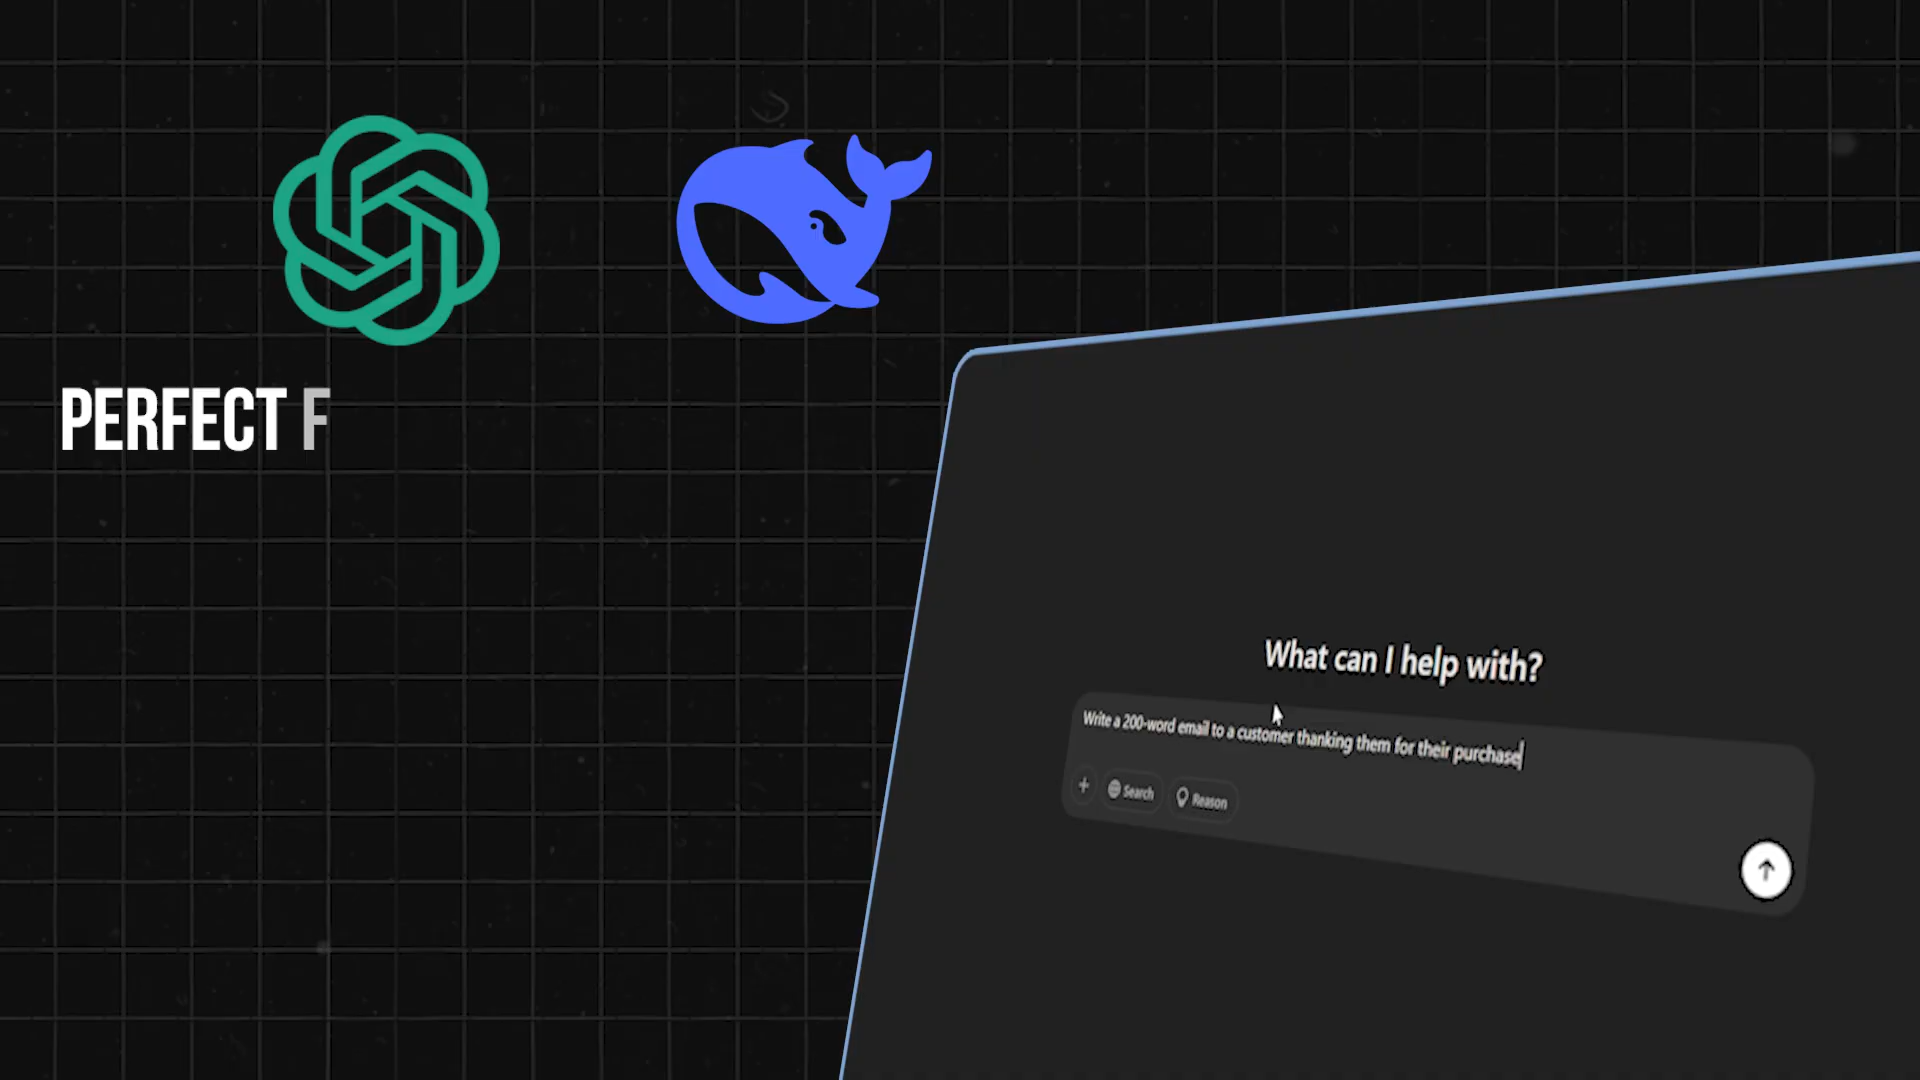 PERFECT F
What can I help with?
Write a 200-word email to a customer thanking them for their purchase
Search
Reason